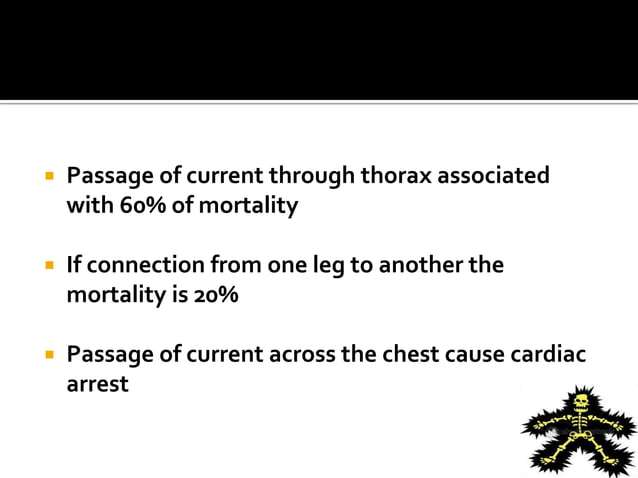 Passage of current through thorax associated
with 60% of mortality
If connection from one leg to another the
mortality is 20%
Passage of current across the chest cause cardiac
arrest